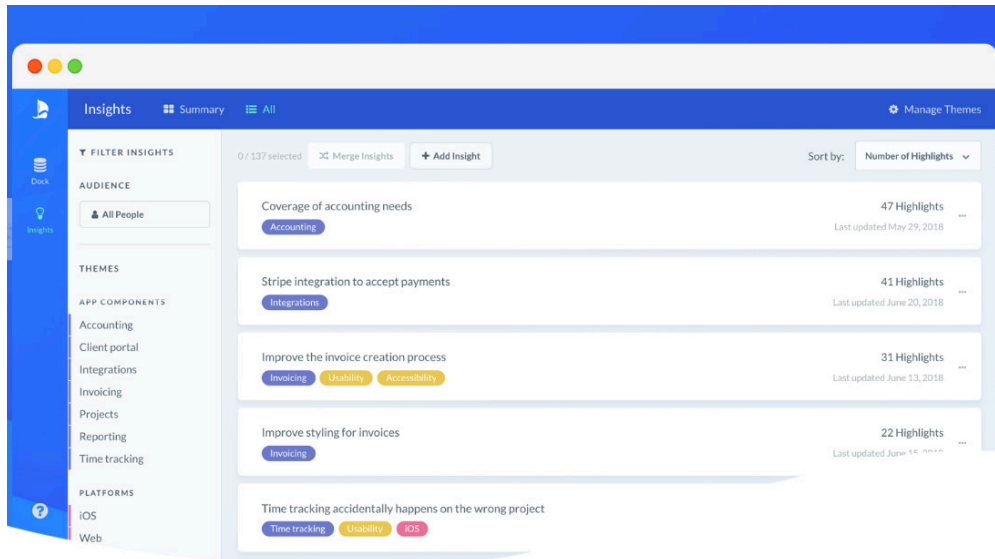 Insights
Summary
All
Manage Themes
Dock
Insights
?
FILTER INSIGHTS
AUDIENCE
All People
THEMES
APP COMPONENTS
Accounting
Client portal
Integrations
Invoicing
Projects
Reporting
Time tracking
PLATFORMS
iOS
Web
0 / 137 selected
Merge Insights
+ Add Insight
Sort by: Number of Highlights
Coverage of accounting needs
Accounting
47 Highlights
Last updated May 29, 2018
Stripe integration to accept payments
Integrations
41 Highlights
Last updated June 20, 2018
Improve the invoice creation process
Invoicing Usability Accessibility
31 Highlights
Last updated June 13, 2018
Improve styling for invoices
Invoicing
22 Highlights
Last updated June
Time tracking accidentally happens on the wrong project
Time tracking Usability iOS